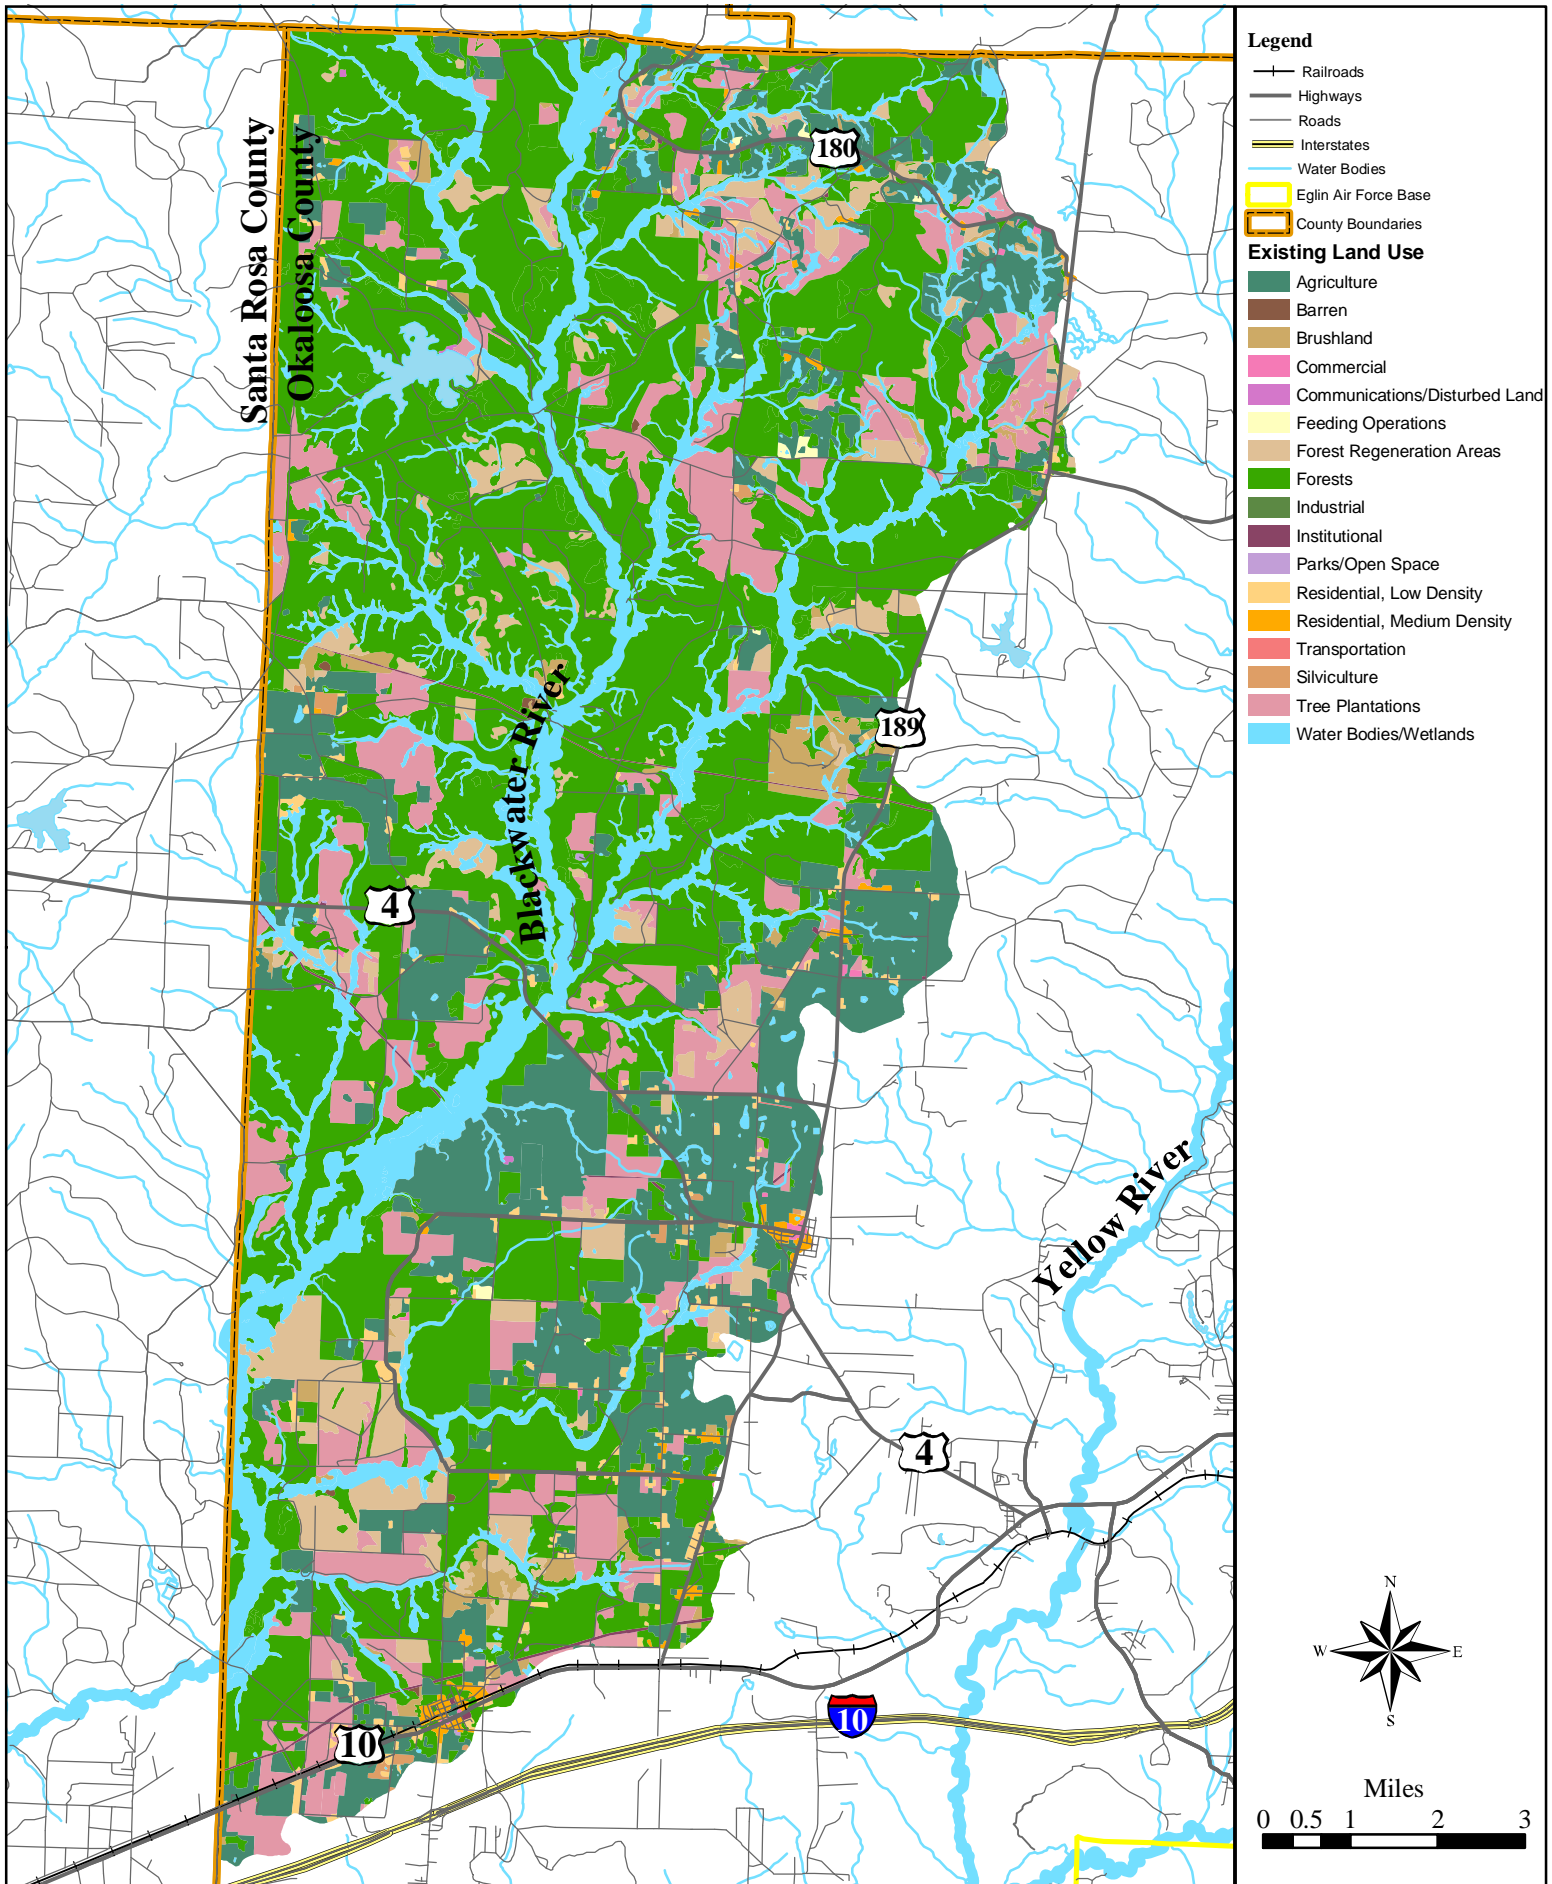 Santa Rosa County
Okaloosa County
180
189
Blackwater River
4
Yellow River
4
10
10
Legend
Railroads
Highways
Roads
Interstates
Water Bodies
Eglin Air Force Base
County Boundaries
Existing Land Use
Agriculture
Barren
Brushland
Commercial
Communications/Disturbed Land
Feeding Operations
Forest Regeneration Areas
Forests
Industrial
Institutional
Parks/Open Space
Residential, Low Density
Residential, Medium Density
Transportation
Silviculture
Tree Plantations
Water Bodies/Wetlands
N
W E
S
Miles
0 0.5 1 2 3